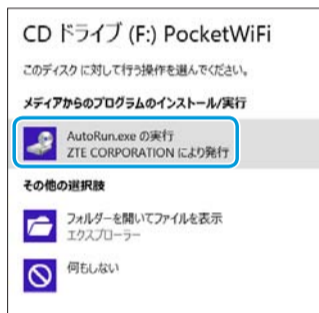 CD ドライブ (F:) PocketWiFi
このディスク に対して行う操作を選んでください。
メディアからのプログラムのインストール/実行
AutoRun.exe の実行
ZTE CORPORATION により発行
その他の選択肢
フォルダーを開いてファイルを表示
エクスプローラー
何もしない